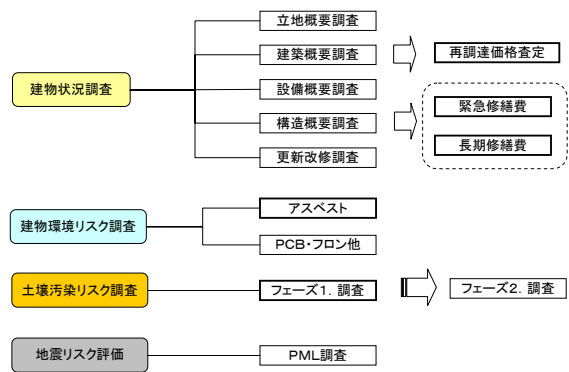 立地概要調査
建築概要調査
再調達価格査定
建物状況調査
設備概要調査
緊急修繕費
構造概要調査
長期修繕費
更新改修調査
アスベスト
建物環境リスク調査
PCB・フロン他
土壌汚染リスク調査
フェーズ1. 調査
フェーズ2. 調査
地震リスク評価
PML調査